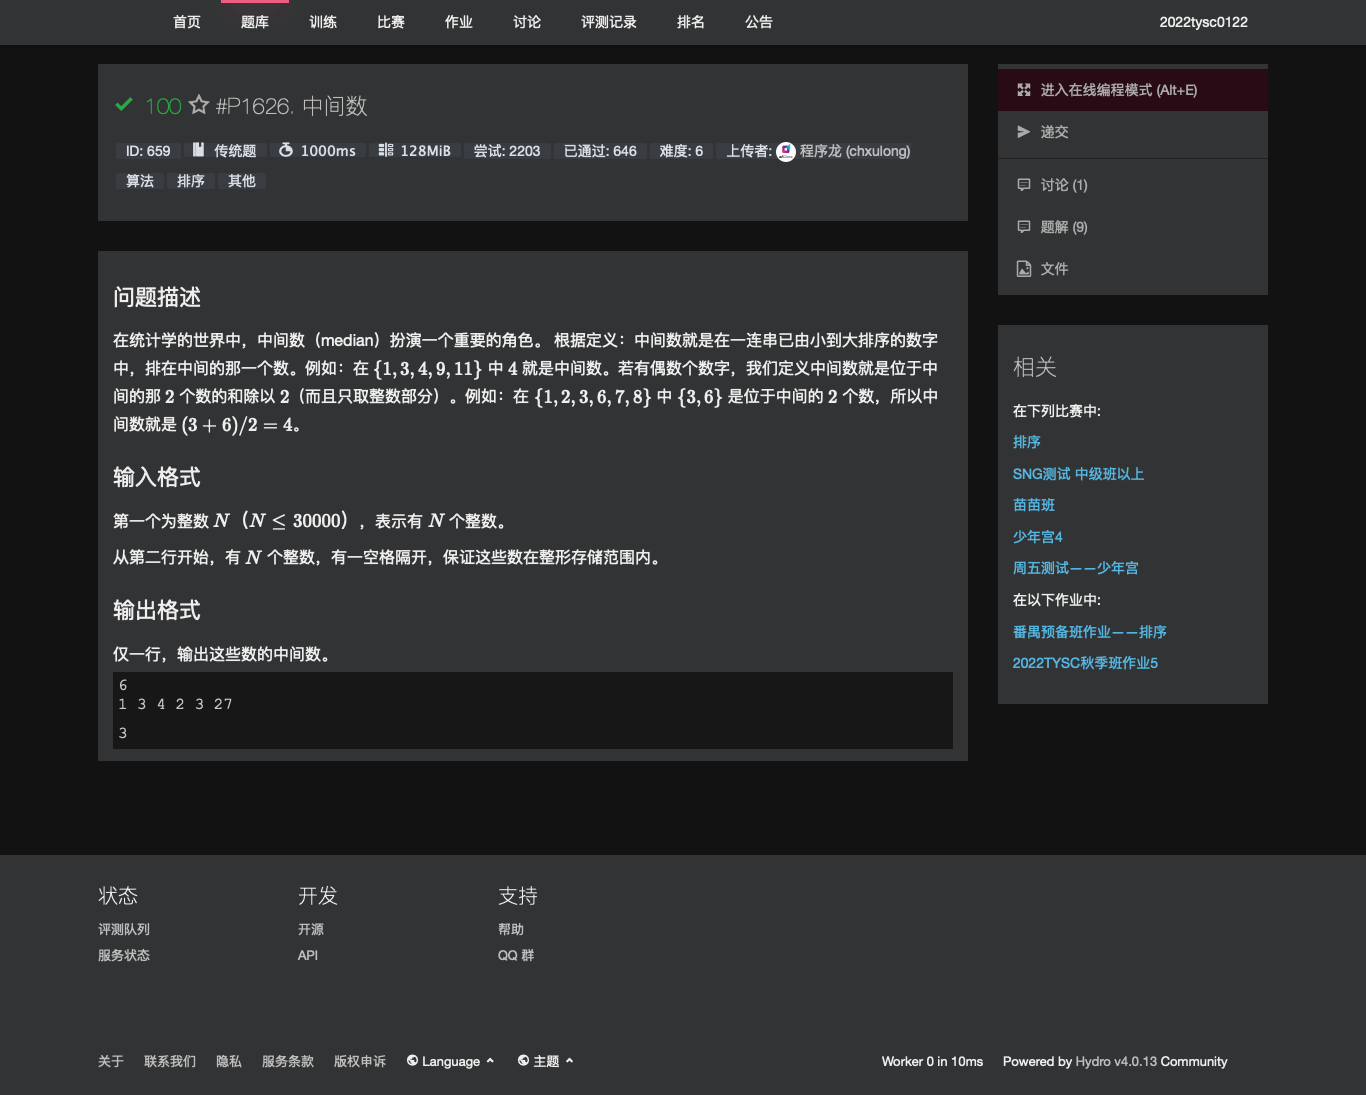 首页 题库 训练 比赛 作业 讨论 评测记录 排名 公告 2022tysc0122
100 #P1626. 中间数
ID: 659 传统题 1000ms 128MiB 尝试: 2203 已通过: 646 难度: 6 上传者: 程序龙 (chxulong)
算法 排序 其他
问题描述
在统计学的世界中，中间数（median）扮演一个重要的角色。 根据定义：中间数就是在一连串已由小到大排序的数字
中，排在中间的那一个数。例如：在 {1, 3, 4, 9, 11} 中 4 就是中间数。若有偶数个数字，我们定义中间数就是位于中
间的那 2 个数的和除以 2（而且只取整数部分）。例如：在 {1, 2, 3, 6, 7, 8} 中 {3, 6} 是位于中间的 2 个数，所以中
间数就是 (3 + 6)/2 = 4。
输入格式
第一个为整数 N（N ≤ 30000），表示有 N 个整数。
从第二行开始，有 N 个整数，有一空格隔开，保证这些数在整形存储范围内。
输出格式
仅一行，输出这些数的中间数。
6
1 3 4 2 3 27
3
进入在线编程模式 (Alt+E)
递交
讨论 (1)
题解 (9)
文件
相关
在下列比赛中:
排序
SNG测试 中级班以上
苗苗班
少年宫4
周五测试——少年宫
在以下作业中:
番禺预备班作业——排序
2022TYSC秋季班作业5
状态 开发 支持
评测队列 开源 帮助
服务状态 API QQ 群
关于 联系我们 隐私 服务条款 版权申诉 Language 主题 Worker 0 in 10ms Powered by Hydro v4.0.13 Community